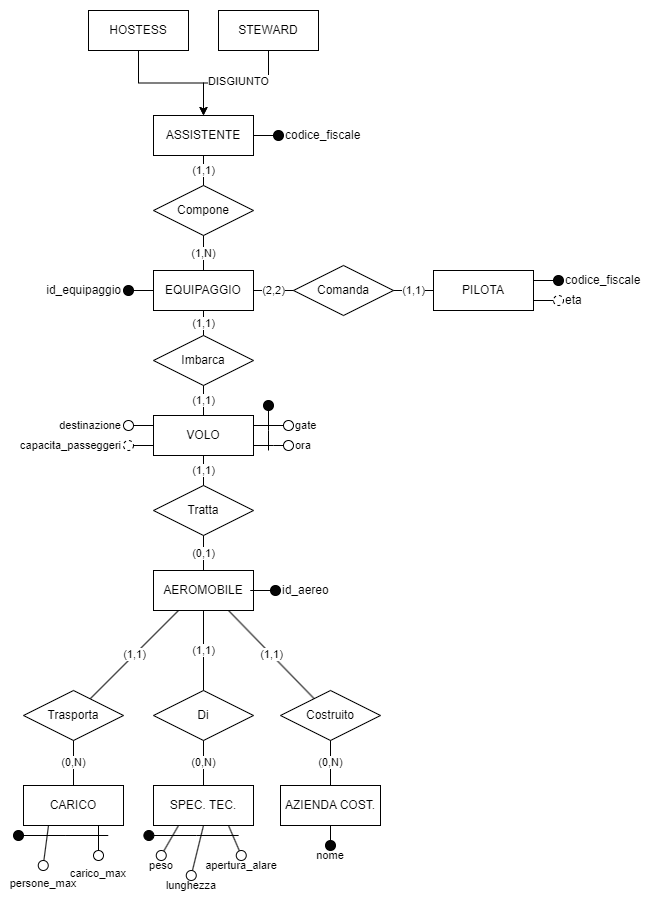 HOSTESS
STEWARD
DISGIUNTO
ASSISTENTE
codice_fiscale
(1,1)
Compone
(1,N)
id_equipaggio
EQUIPAGGIO
(2,2)
Comanda
(1,1)
PILOTA
codice_fiscale
eta
(1,1)
Imbarca
(1,1)
destinazione
capacita_passeggeri
VOLO
gate
ora
(1,1)
Tratta
(0,1)
AEROMOBILE
id_aereo
(1,1)
(1,1)
(1,1)
Trasporta
Di
Costruito
(0,N)
(0,N)
(0,N)
CARICO
SPEC. TEC.
AZIENDA COST.
persone_max
carico_max
peso
lunghezza
apertura_alare
nome